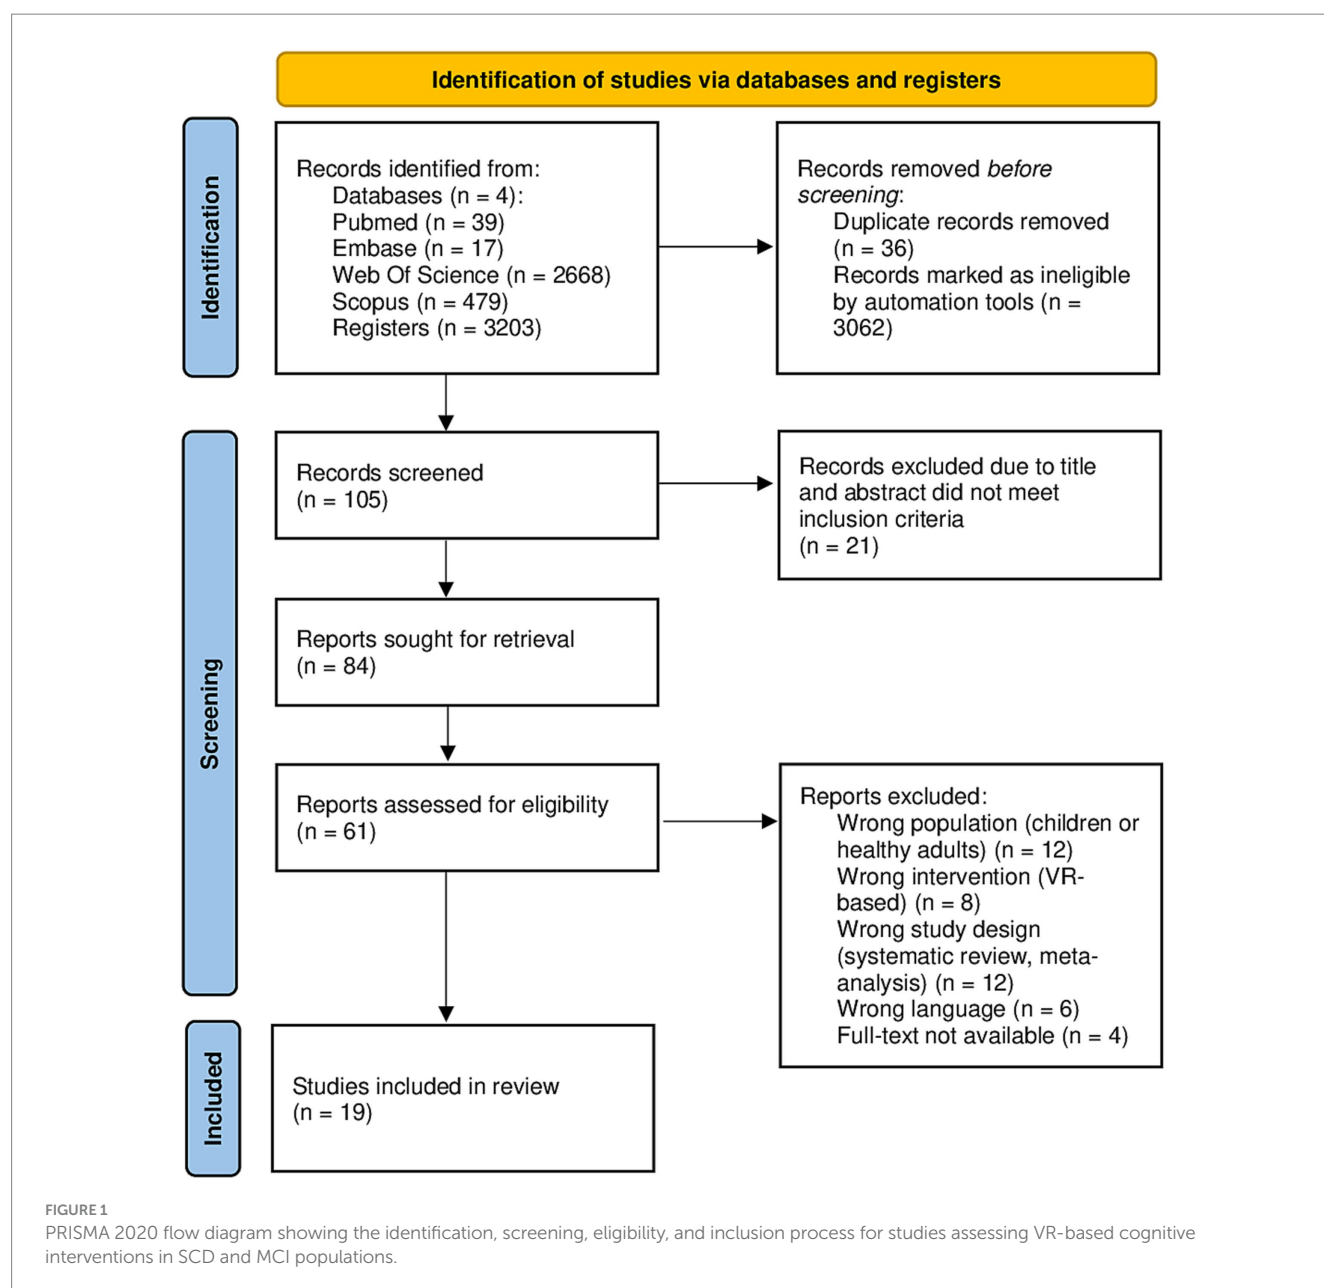 Identification of studies via databases and registers
Identification
Records identified from:
Databases (n = 4):
Pubmed (n = 39)
Embase (n = 17)
Web Of Science (n = 2668)
Scopus (n = 479)
Registers (n = 3203)
Records removed before
screening:
Duplicate records removed
(n = 36)
Records marked as ineligible
by automation tools (n =
3062)
Screening
Records screened
(n = 105)
Records excluded due to title
and abstract did not meet
inclusion criteria
(n = 21)
Reports sought for retrieval
(n = 84)
Reports assessed for eligibility
(n = 61)
Reports excluded:
Wrong population (children or
healthy adults) (n = 12)
Wrong intervention (VR-
based) (n = 8)
Wrong study design
(systematic review, meta-
analysis) (n = 12)
Wrong language (n = 6)
Full-text not available (n = 4)
Included
Studies included in review
(n = 19)
FIGURE 1
PRISMA 2020 flow diagram showing the identification, screening, eligibility, and inclusion process for studies assessing VR-based cognitive
interventions in SCD and MCI populations.